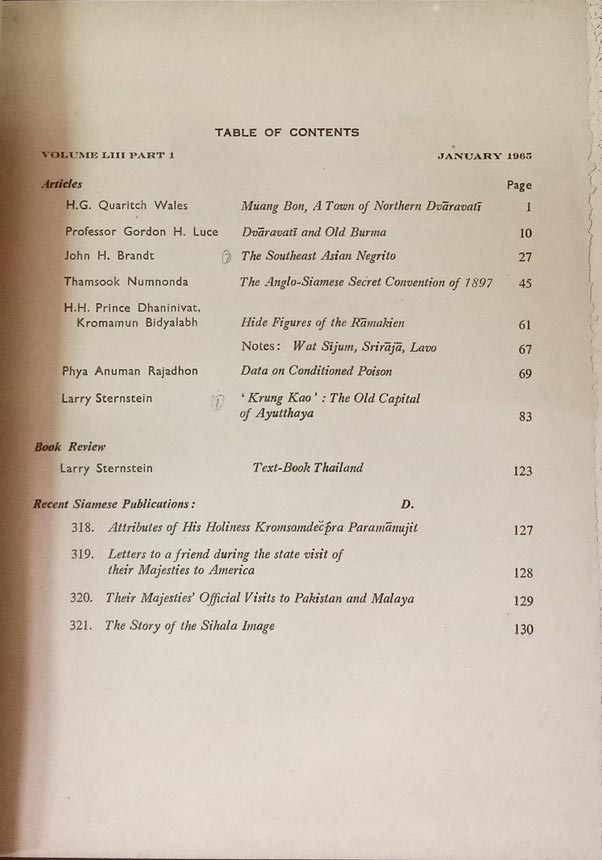 TABLE OF CONTENTS
VOLUME LIII PART 1 JANUARY 1965
Articles Page
H.G. Quaritch Wales Müang Bon, A Town of Northern Dvāravatī 1
Professor Gordon H. Luce Dvāravatī and Old Burma 10
John H. Brandt The Southeast Asian Negrito 27
Thamsook Numnonda The Anglo-Siamese Secret Convention of 1897 45
H.H. Prince Dhaninivat,
Kromamun Bidyalabh Hide Figures of the Rāmakien 61
Notes: Wat Sījum, Srīrājā, Lavo 67
Phya Anuman Rajadhon Data on Conditioned Poison 69
Larry Sternstein ‘Krung Kao’ : The Old Capital
of Ayutthaya 83
Book Review
Larry Sternstein Text-Book Thailand 123
Recent Siamese Publications: D.
318. Attributes of His Holiness Paramānujit 127
319. Letters to a friend during the state visit of
their Majesties to America 128
320. Their Majesties’ Official Visits to Pakistan and Malaya 129
321. The Story of the Sihala Image 130